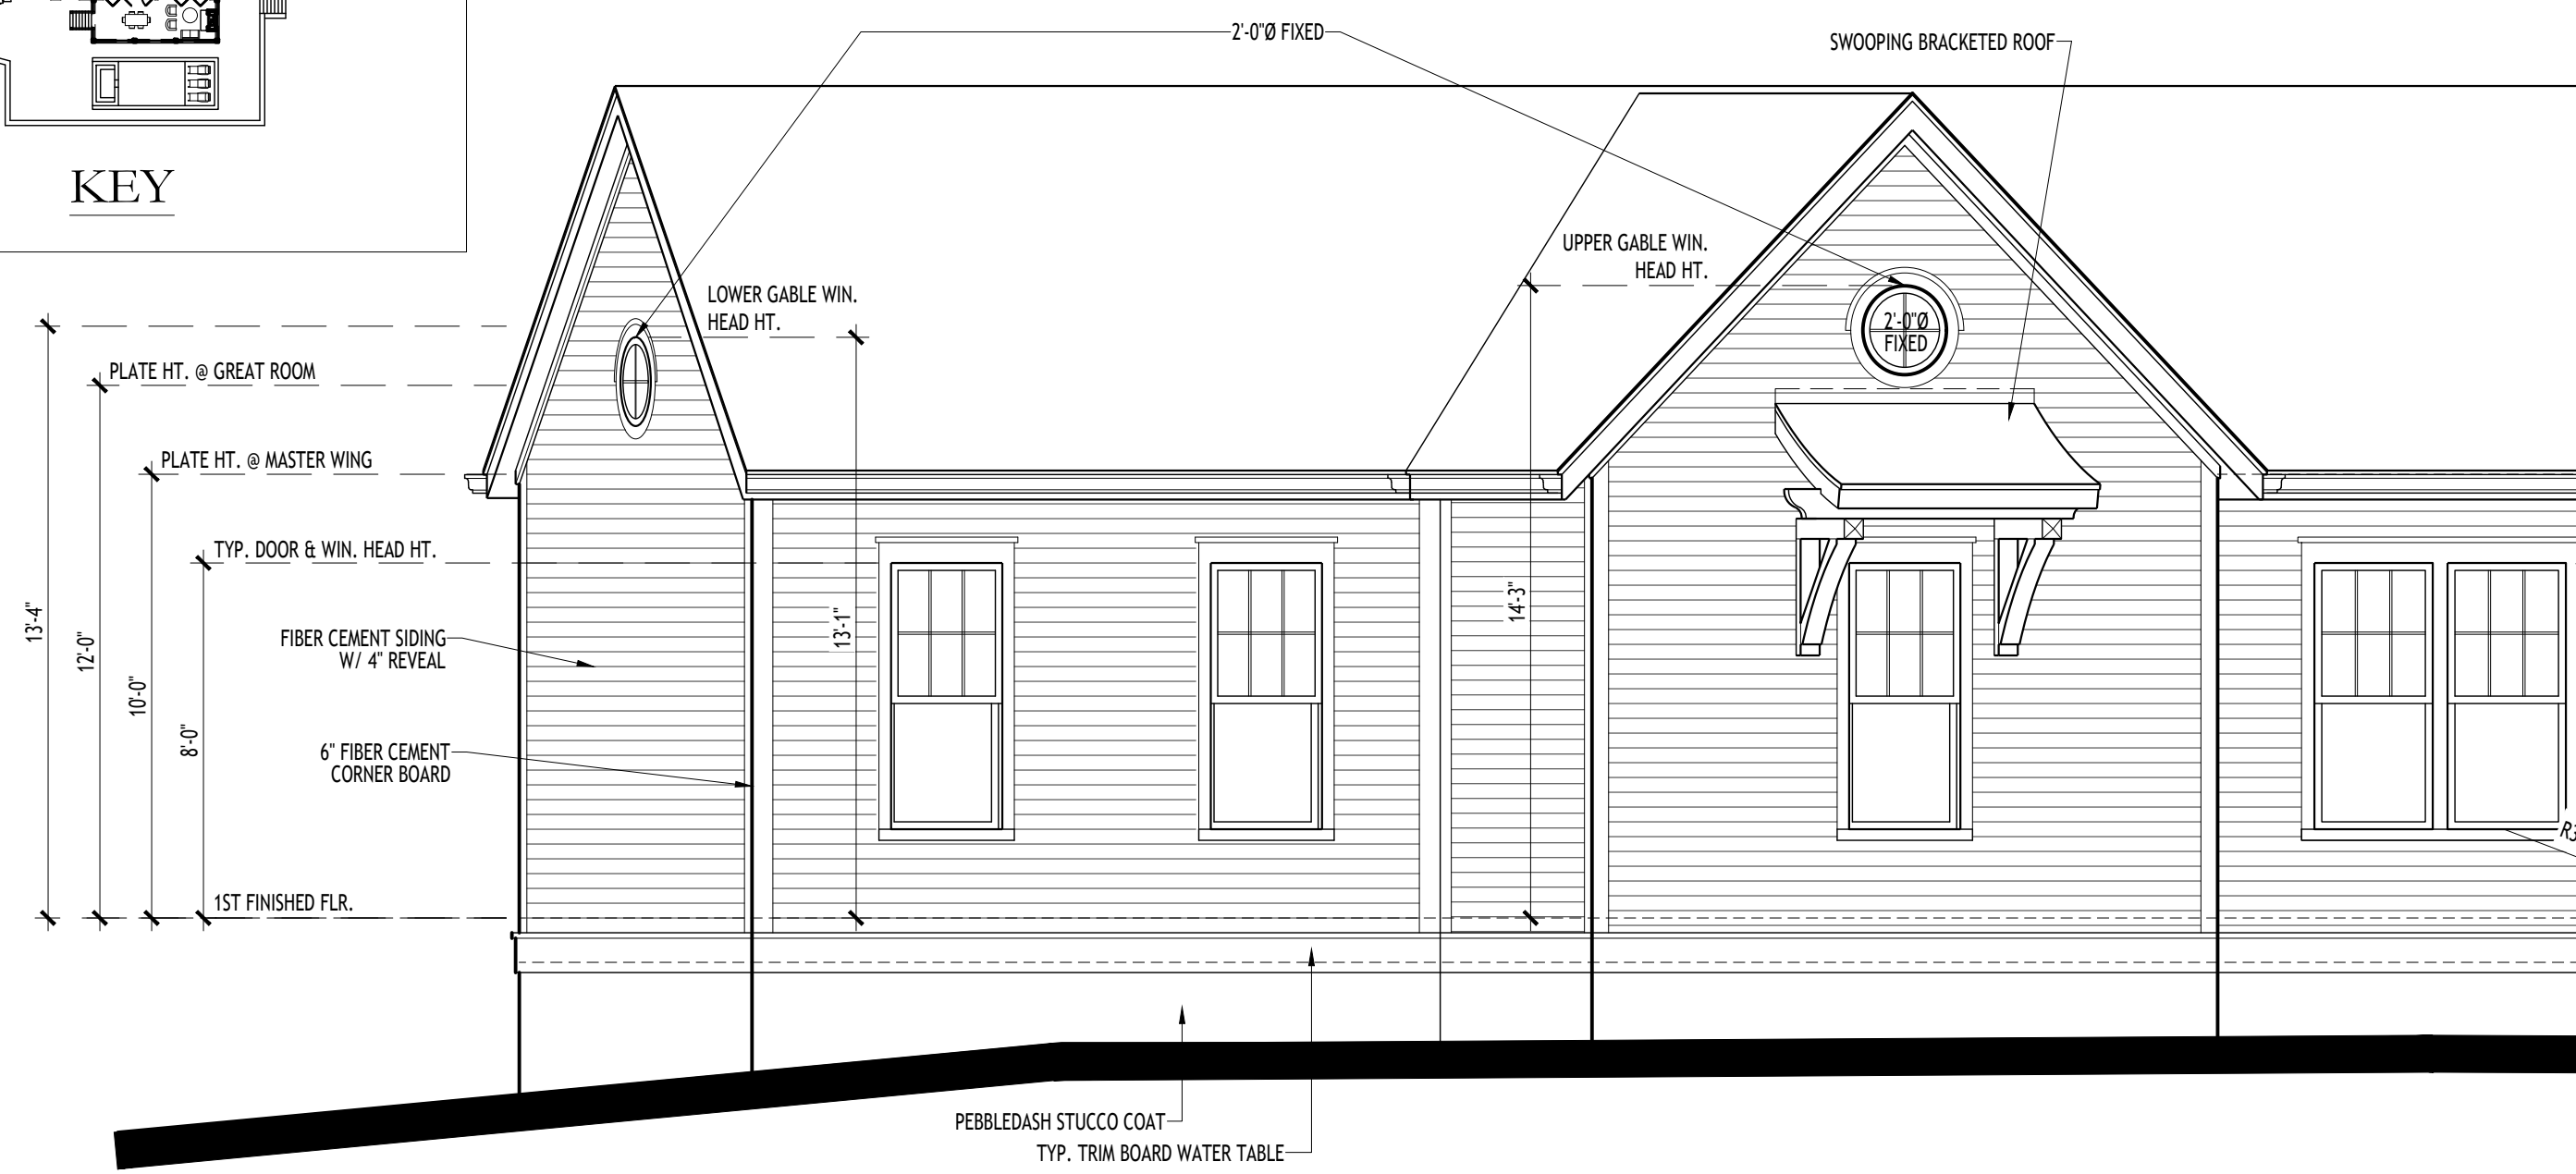 2'-0"Ø FIXED
SWOOPING BRACKETED ROOF
KEY
UPPER GABLE WIN.
HEAD HT.
LOWER GABLE WIN.
HEAD HT.
2'-0"Ø
FIXED
PLATE HT. @ GREAT ROOM
PLATE HT. @ MASTER WING
TYP. DOOR & WIN. HEAD HT.
13'-4"
12'-0"
10'-0"
8'-0"
13'-1"
14'-3"
FIBER CEMENT SIDING
W/ 4" REVEAL
6" FIBER CEMENT
CORNER BOARD
1ST FINISHED FLR.
PEBBLEDASH STUCCO COAT
TYP. TRIM BOARD WATER TABLE